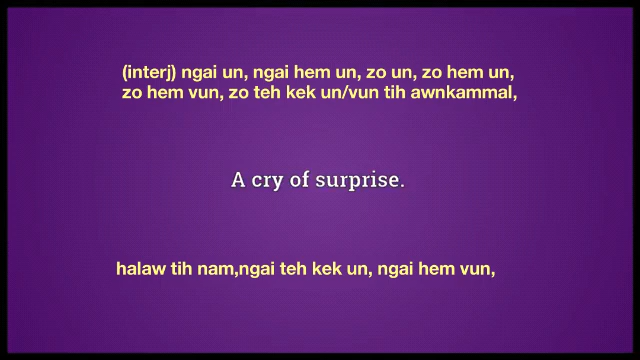 (interj) ngai un, ngai hem un, zo un, zo hem un,
zo hem vun, zo teh kek un/vun tih awnkammal,
A cry of surprise.
halaw tih nam,ngai teh kek un, ngai hem vun,